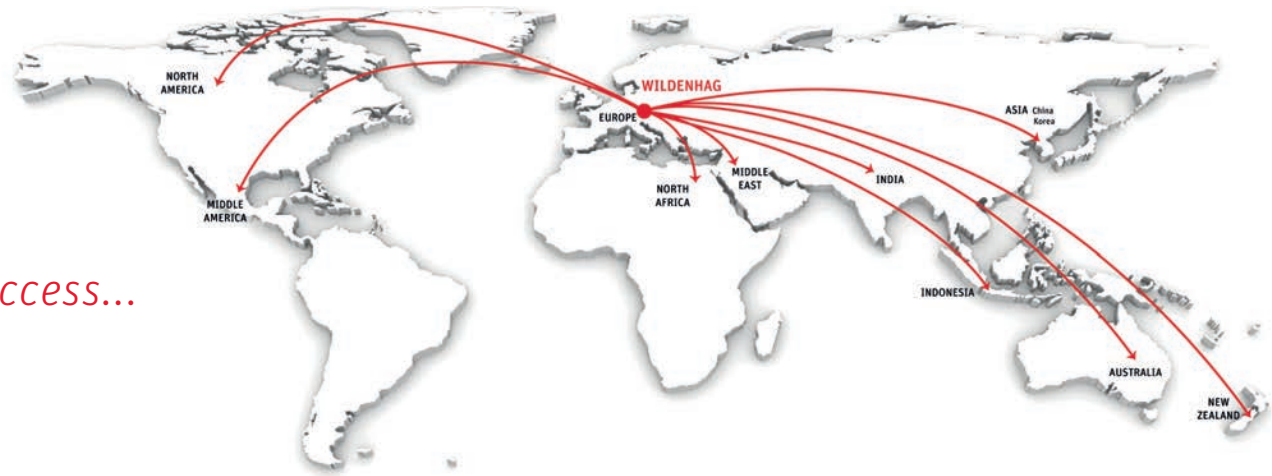 NORTH
AMERICA
WILDENHAG
EUROPE
ASIA China
Korea
MIDDLE
AMERICA
NORTH
AFRICA
MIDDLE
EAST
INDIA
INDONESIA
AUSTRALIA
NEW
ZEALAND
ccess...